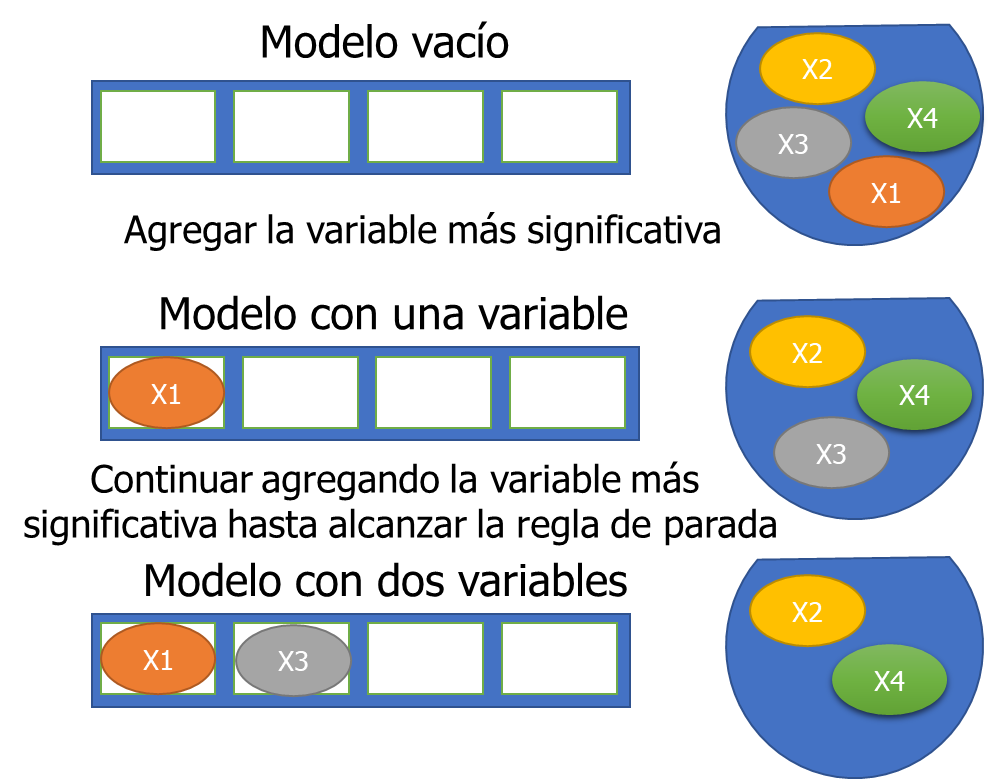 Modelo vacío
X2
X4
X3
X1
Agregar la variable más significativa
Modelo con una variable
X1
X2
X4
X3
Continuar agregando la variable más
significativa hasta alcanzar la regla de parada
Modelo con dos variables
X1
X3
X2
X4